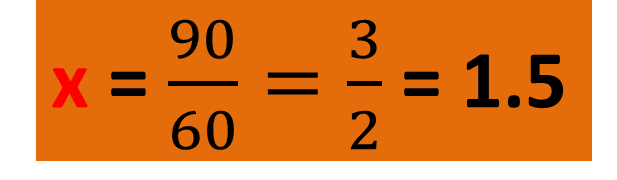 x = 90/60 = 3/2 = 1.5